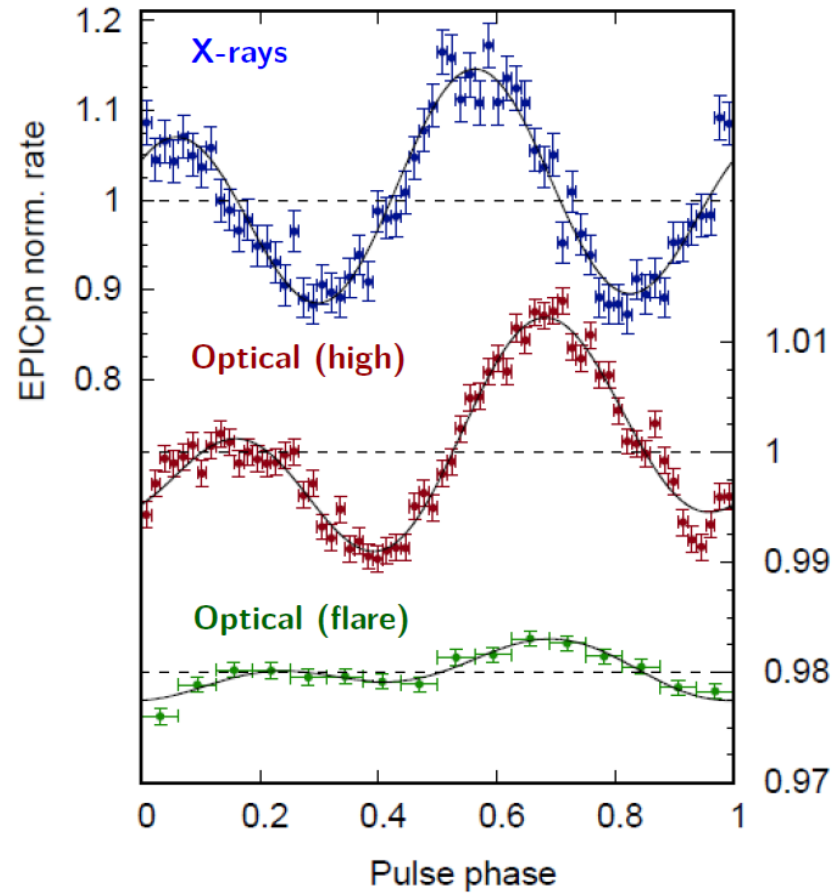 1.2
X-rays
1.1
1
0.9
EPICpn norm. rate
Optical (high)
1.01
0.8
1
0.99
Optical (flare)
0.98
0.97
0 0.2 0.4 0.6 0.8 1
Pulse phase